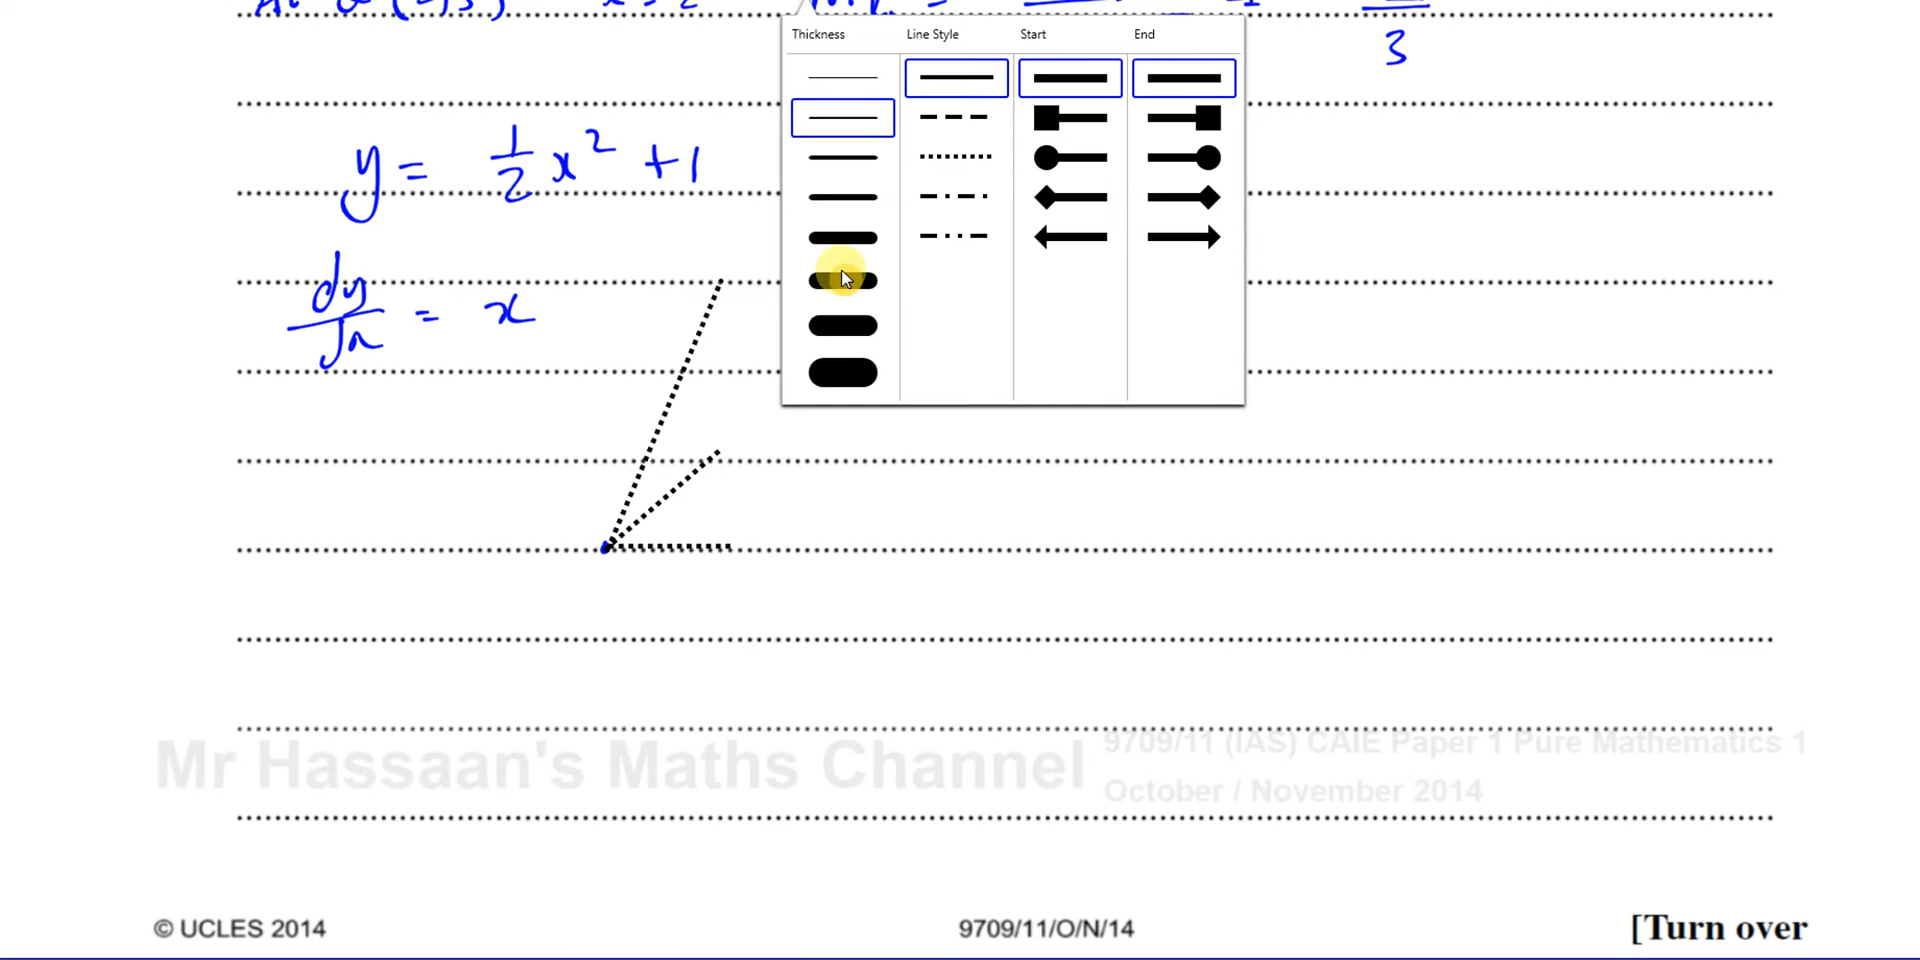 Thickness Line Style Start End
3
y = 1/2 x² + 1
dy/dx = x
Mr Hassaan's Maths Channel
9709/11 (IAS) CAIE Paper 1 Pure Mathematics 1
October / November 2014
© UCLES 2014
9709/11/O/N/14
[Turn over